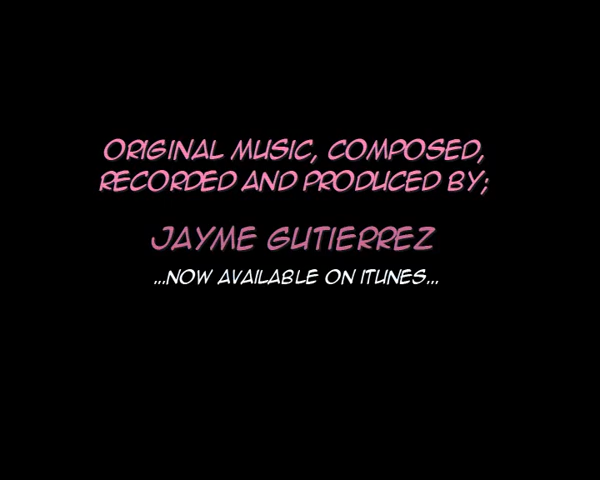 ORIGINAL MUSIC, COMPOSED,
RECORDED AND PRODUCED BY;
JAYME GUTIERREZ
...NOW AVAILABLE ON ITUNES...